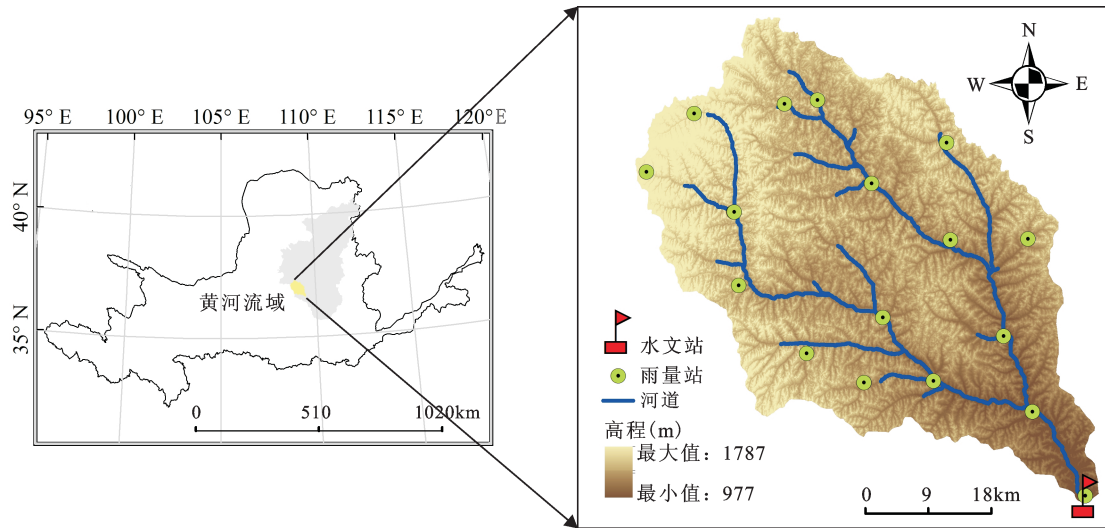 95° E 100° E 105° E 110° E 115° E 120° E
40° N
35° N
黄河流域
0 510 1020km
N
W E
S
水文站
雨量站
河道
高程(m)
最大值：1787
最小值：977
0 9 18km